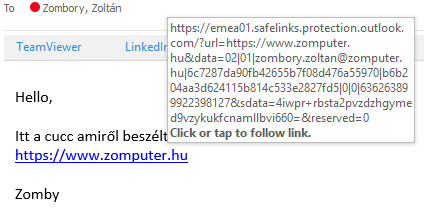 To Zombory, Zoltán
https://emea01.safelinks.protection.outlook.
com/?url=https://www.zomputer.
hu&data=02|01|zombory.zoltan@zomputer.
hu|6c7287da90fb42655b7f08d476a55970|b6b2
04aa3d624115b814c533e2827fd5|0|0|63626389
9922398127&sdata=4iwpr+rbsta2pvzdzhgyme
d9vzykukfcnamllbvi660=&reserved=0
Click or tap to follow link.
TeamViewer LinkedIn
Hello,
Itt a cucc amiről beszélt
https://www.zomputer.hu
Zomby